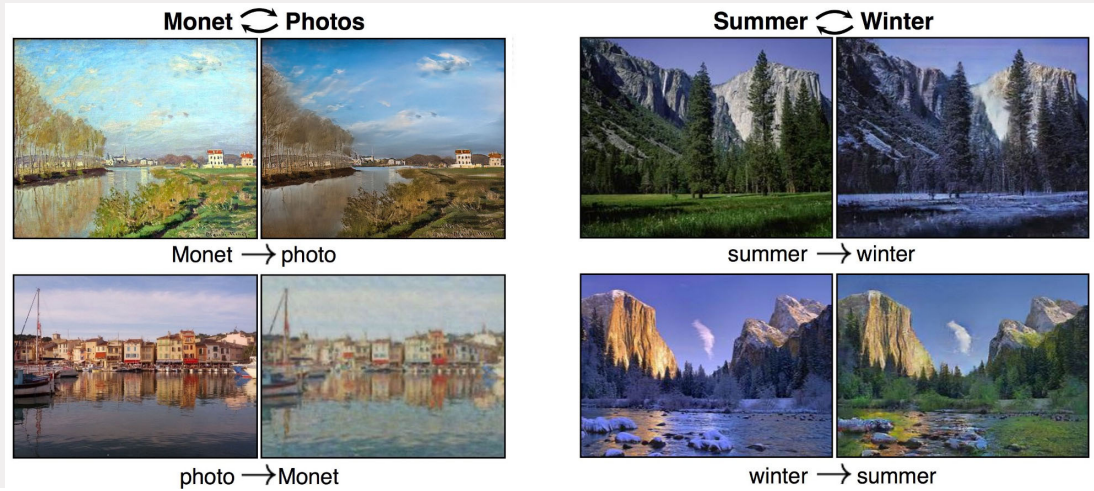 Monet ⇄ Photos
Summer ⇄ Winter
Monet → photo
summer → winter
photo → Monet
winter → summer